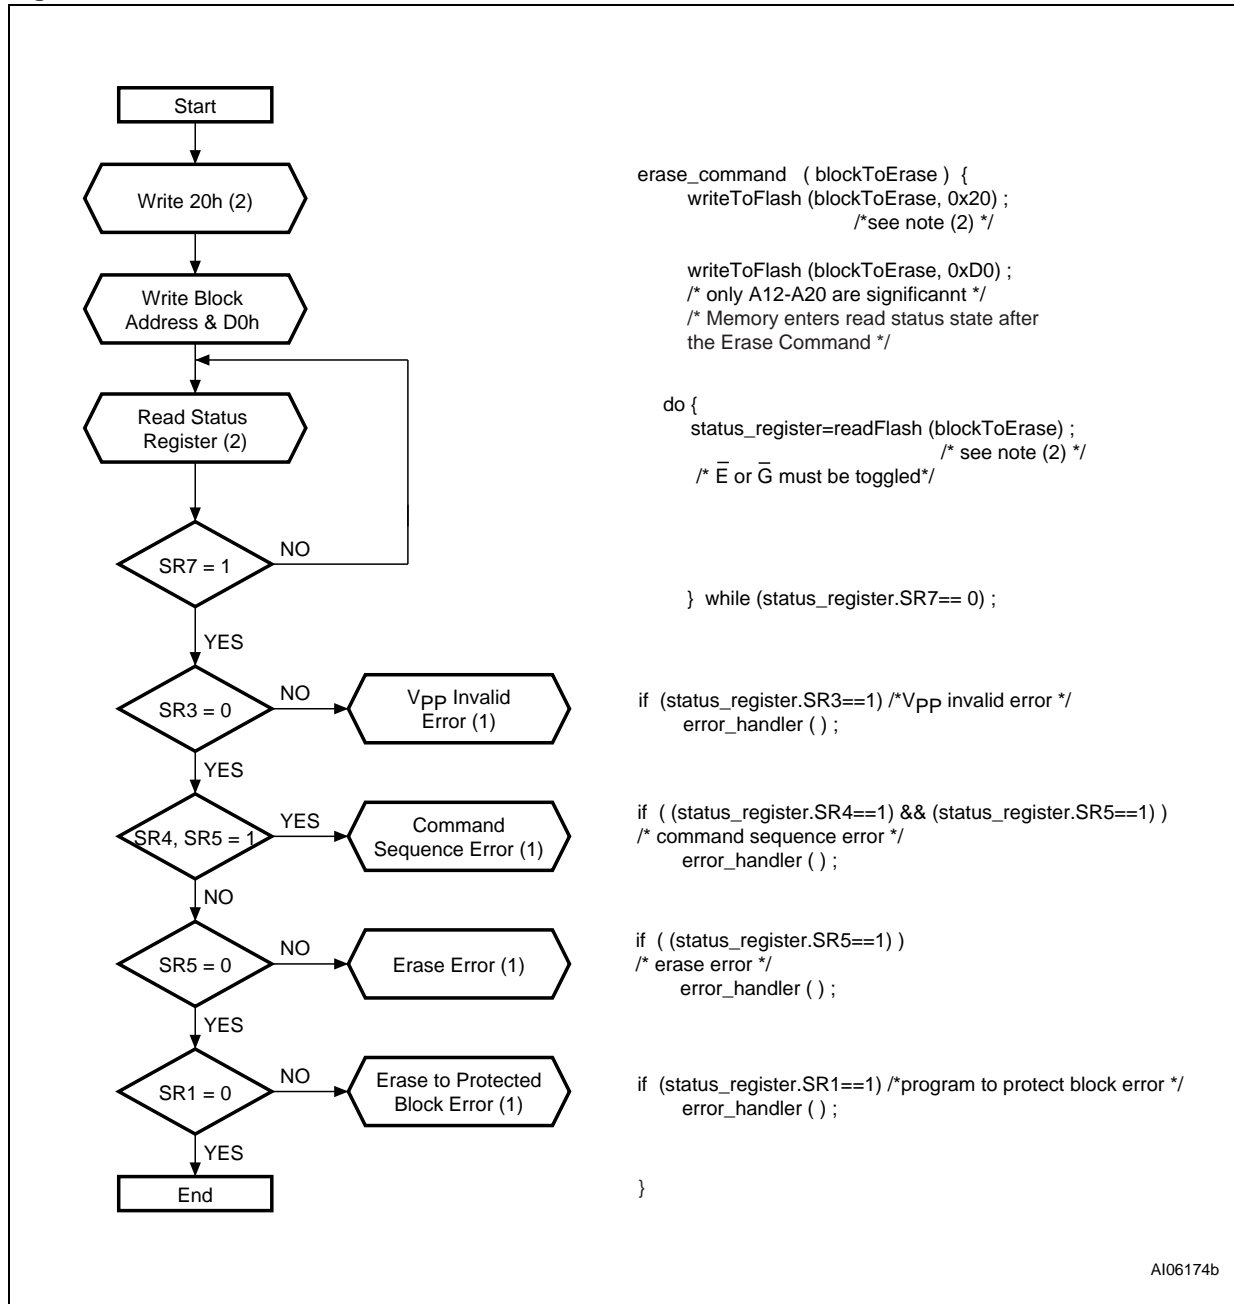 Start
Write 20h (2)
Write Block
Address & D0h
Read Status
Register (2)
SR7 = 1
NO
YES
SR3 = 0
NO
VPP Invalid
Error (1)
YES
SR4, SR5 = 1
YES
Command
Sequence Error (1)
NO
SR5 = 0
NO
Erase Error (1)
YES
SR1 = 0
NO
Erase to Protected
Block Error (1)
YES
End
erase_command ( blockToErase ) {
writeToFlash (blockToErase, 0x20) ;
/*see note (2) */
writeToFlash (blockToErase, 0xD0) ;
/* only A12-A20 are significannt */
/* Memory enters read status state after
the Erase Command */
do {
status_register=readFlash (blockToErase) ;
/* see note (2) */
/* E̅ or G̅ must be toggled*/
} while (status_register.SR7== 0) ;
if (status_register.SR3==1) /*VPP invalid error */
error_handler ( ) ;
if ( (status_register.SR4==1) && (status_register.SR5==1) )
/* command sequence error */
error_handler ( ) ;
if ( (status_register.SR5==1) )
/* erase error */
error_handler ( ) ;
if (status_register.SR1==1) /*program to protect block error */
error_handler ( ) ;
}
AI06174b